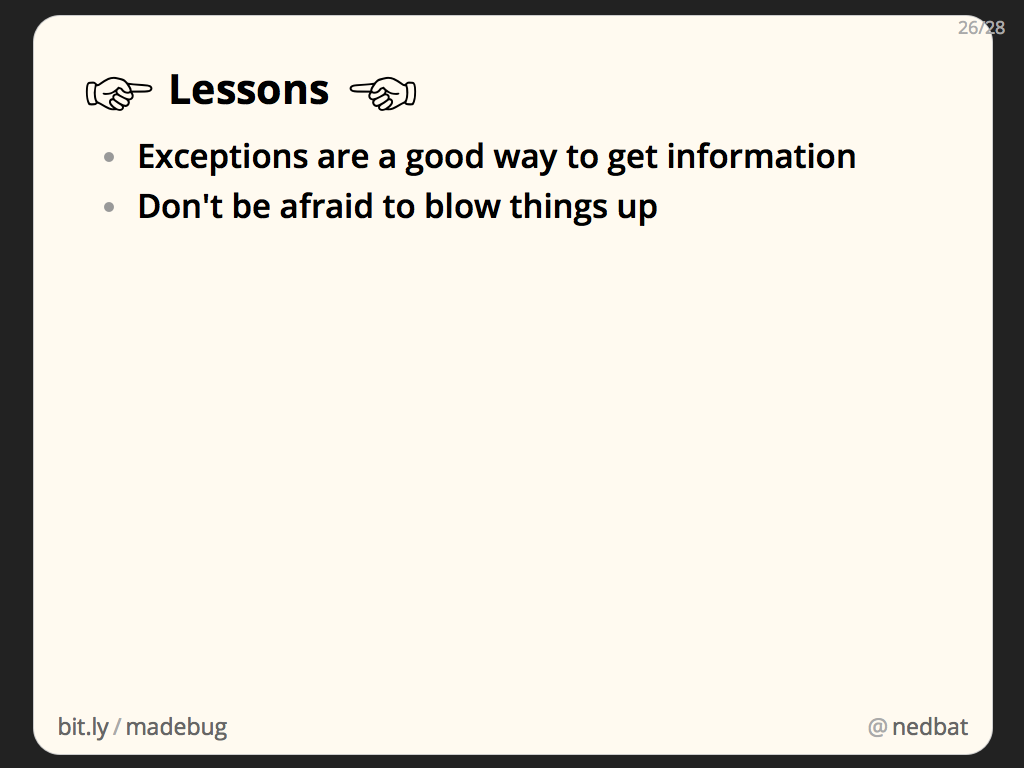 26/28
☞ Lessons ☜
• Exceptions are a good way to get information
• Don't be afraid to blow things up
bit.ly/madebug
@nedbat